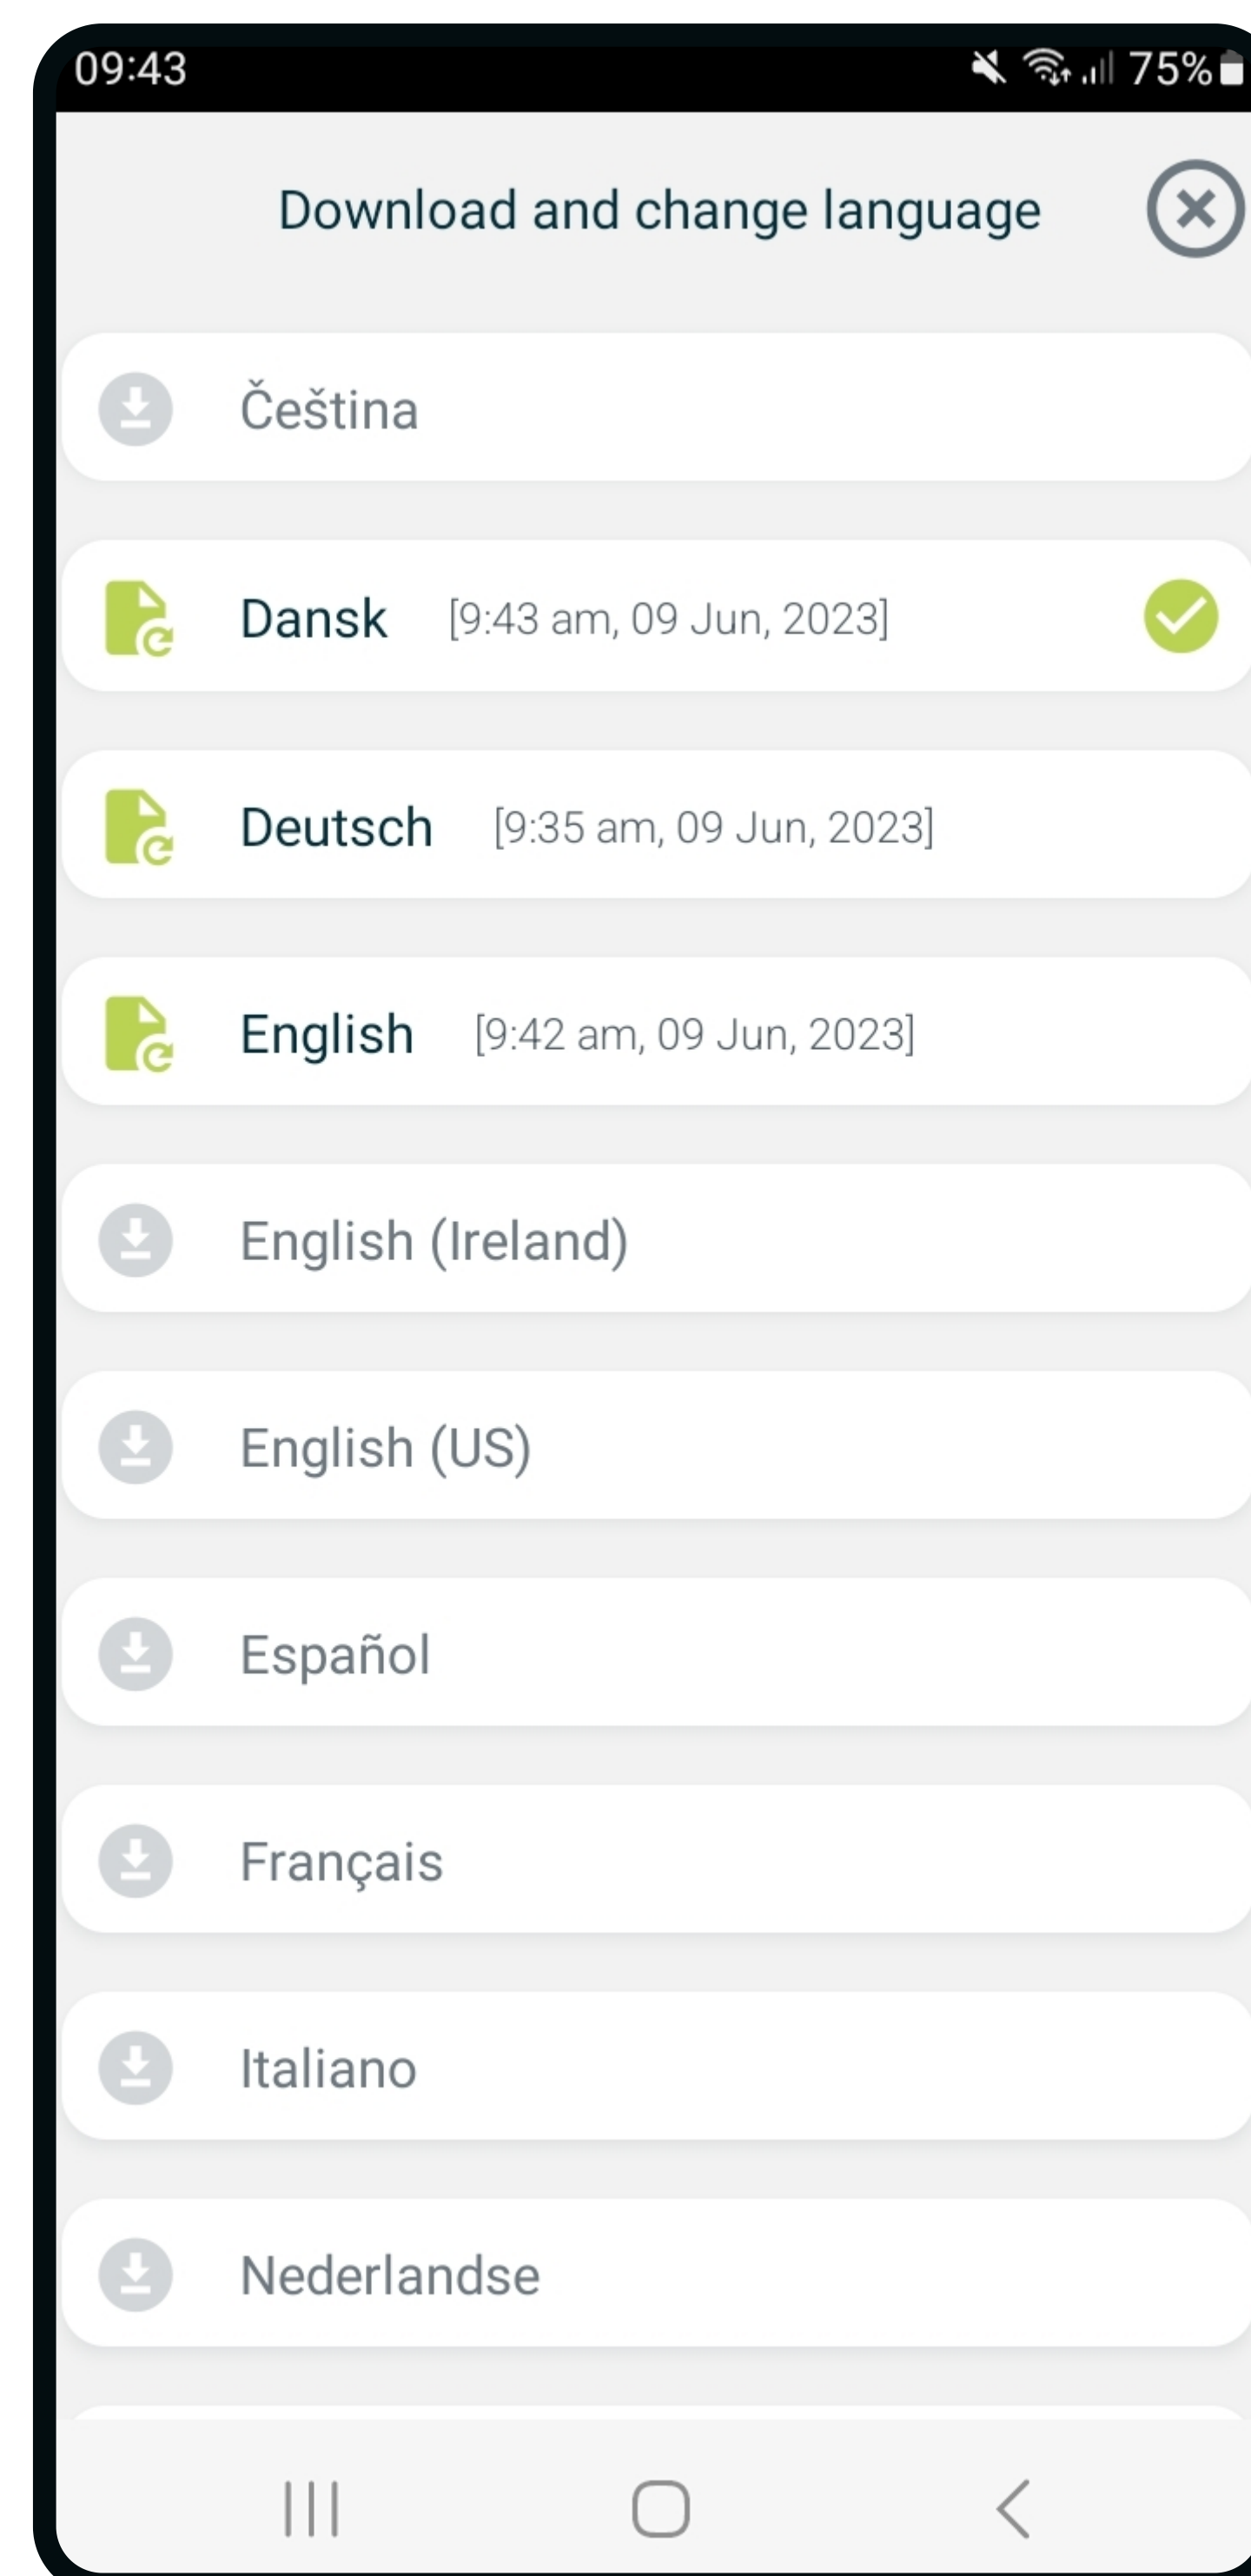 09:43 75%
Download and change language
Čeština
Dansk [9:43 am, 09 Jun, 2023]
Deutsch [9:35 am, 09 Jun, 2023]
English [9:42 am, 09 Jun, 2023]
English (Ireland)
English (US)
Español
Français
Italiano
Nederlandse